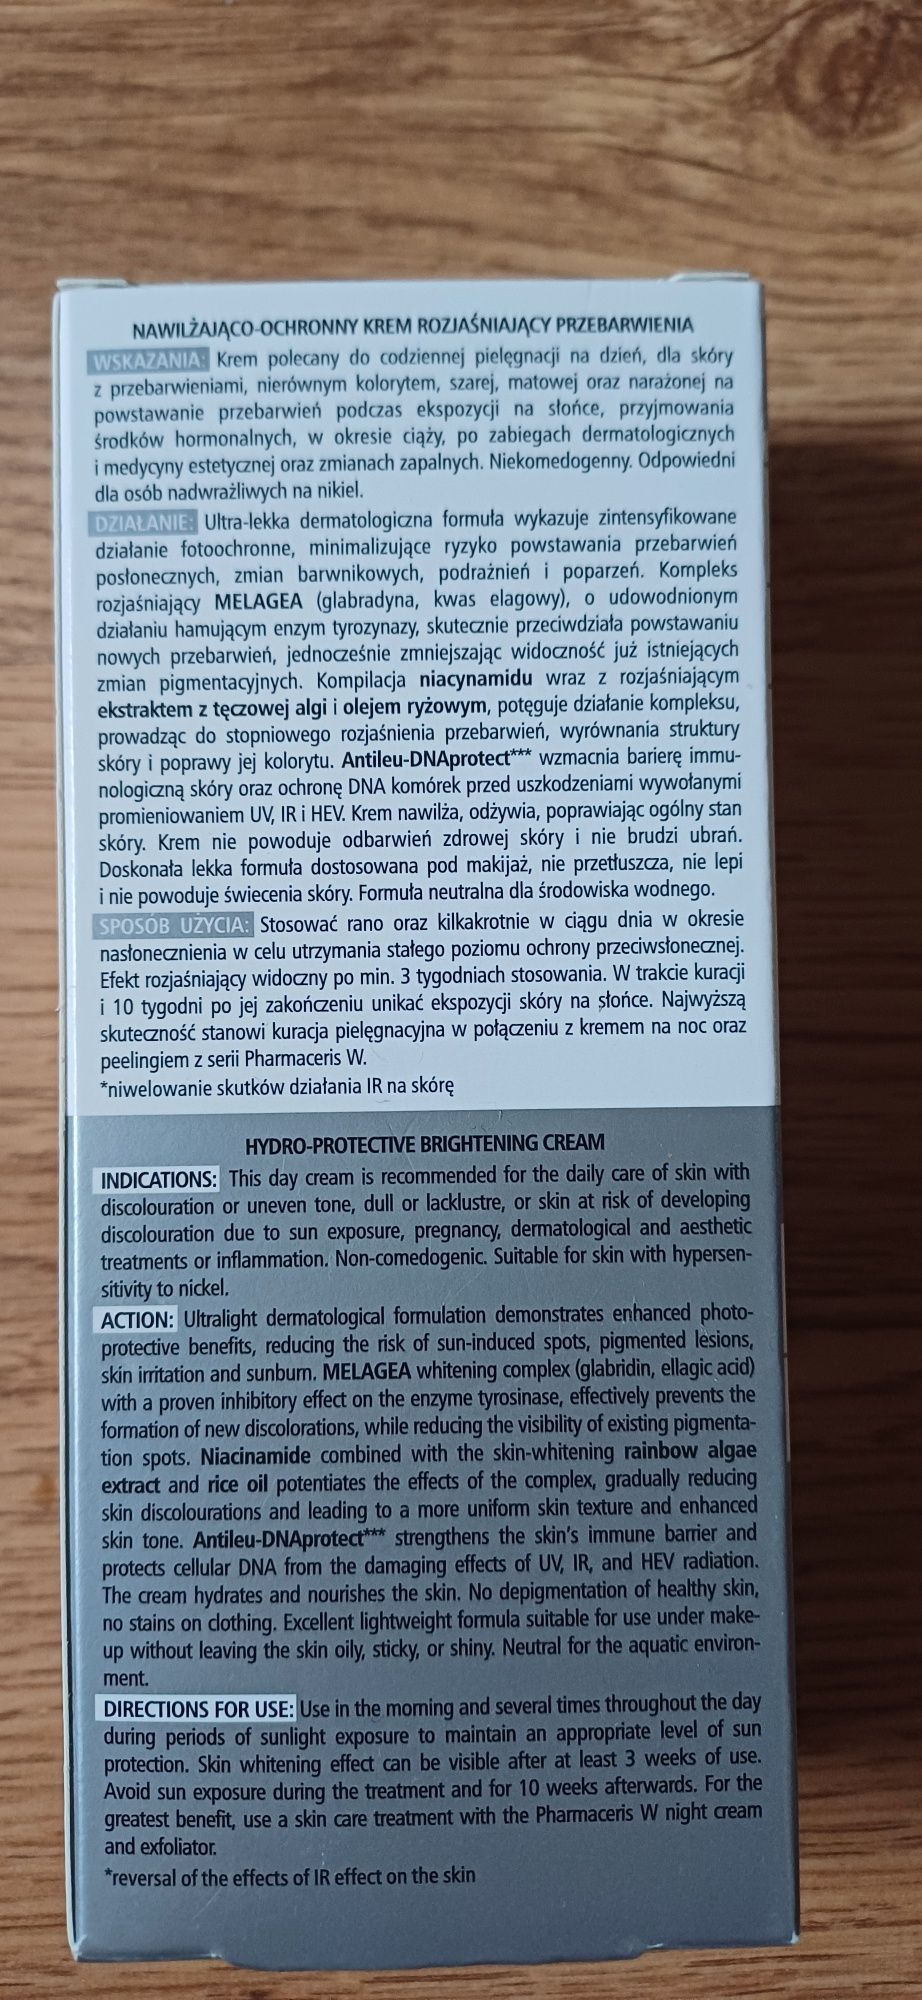 NAWILŻAJĄCO-OCHRONNY KREM ROZJAŚNIAJĄCY PRZEBARWIENIA
WSKAZANIA: Krem polecany do codziennej pielęgnacji na dzień, dla skóry
z przebarwieniami, nierównym kolorytem, szarej, matowej oraz narażonej na
powstawanie przebarwień podczas ekspozycji na słońce, przyjmowania
środków hormonalnych, w okresie ciąży, po zabiegach dermatologicznych
i medycyny estetycznej oraz zmianach zapalnych. Niekomedogenny. Odpowiedni
dla osób nadwrażliwych na nikiel.
DZIAŁANIE: Ultra-lekka dermatologiczna formuła wykazuje zintensyfikowane
działanie fotoochronne, minimalizujące ryzyko powstawania przebarwień
posłonecznych, zmian barwnikowych, podrażnień i poparzeń. Kompleks
rozjaśniający MELAGEA (glabradyna, kwas elagowy), o udowodnionym
działaniu hamującym enzym tyrozynazy, skutecznie przeciwdziała powstawaniu
nowych przebarwień, jednocześnie zmniejszając widoczność już istniejących
zmian pigmentacyjnych. Kompilacja niacynamidu wraz z rozjaśniającym
ekstraktem z tęczowej algi i olejem ryżowym, potęguje działanie kompleksu,
prowadząc do stopniowego rozjaśnienia przebarwień, wyrównania struktury
skóry i poprawy jej kolorytu. Antileu-DNAprotect*** wzmacnia barierę immu-
nologiczną skóry oraz ochronę DNA komórek przed uszkodzeniami wywołanymi
promieniowaniem UV, IR i HEV. Krem nawilża, odżywia, poprawiając ogólny stan
skóry. Krem nie powoduje odbarwień zdrowej skóry i nie brudzi ubrań.
Doskonała lekka formuła dostosowana pod makijaż, nie przetłuszcza, nie lepi
i nie powoduje świecenia skóry. Formuła neutralna dla środowiska wodnego.
SPOSÓB UŻYCIA: Stosować rano oraz kilkakrotnie w ciągu dnia w okresie
nasłonecznienia w celu utrzymania stałego poziomu ochrony przeciwsłonecznej.
Efekt rozjaśniający widoczny po min. 3 tygodniach stosowania. W trakcie kuracji
i 10 tygodni po jej zakończeniu unikać ekspozycji skóry na słońce. Najwyższą
skuteczność stanowi kuracja pielęgnacyjna w połączeniu z kremem na noc oraz
peelingiem z serii Pharmaceris W.
*niwelowanie skutków działania IR na skórę
HYDRO-PROTECTIVE BRIGHTENING CREAM
INDICATIONS: This day cream is recommended for the daily care of skin with
discolouration or uneven tone, dull or lacklustre, or skin at risk of developing
discolouration due to sun exposure, pregnancy, dermatological and aesthetic
treatments or inflammation. Non-comedogenic. Suitable for skin with hypersen-
sitivity to nickel.
ACTION: Ultralight dermatological formulation demonstrates enhanced photo-
protective benefits, reducing the risk of sun-induced spots, pigmented lesions,
skin irritation and sunburn. MELAGEA whitening complex (glabridin, ellagic acid)
with a proven inhibitory effect on the enzyme tyrosinase, effectively prevents the
formation of new discolorations, while reducing the visibility of existing pigmenta-
tion spots. Niacinamide combined with the skin-whitening rainbow algae
extract and rice oil potentiates the effects of the complex, gradually reducing
skin discolourations and leading to a more uniform skin texture and enhanced
skin tone. Antileu-DNAprotect*** strengthens the skin's immune barrier and
protects cellular DNA from the damaging effects of UV, IR, and HEV radiation.
The cream hydrates and nourishes the skin. No depigmentation of healthy skin,
no stains on clothing. Excellent lightweight formula suitable for use under make-
up without leaving the skin oily, sticky, or shiny. Neutral for the aquatic environ-
ment.
DIRECTIONS FOR USE: Use in the morning and several times throughout the day
during periods of sunlight exposure to maintain an appropriate level of sun
protection. Skin whitening effect can be visible after at least 3 weeks of use.
Avoid sun exposure during the treatment and for 10 weeks afterwards. For the
greatest benefit, use a skin care treatment with the Pharmaceris W night cream
and exfoliator.
*reversal of the effects of IR effect on the skin